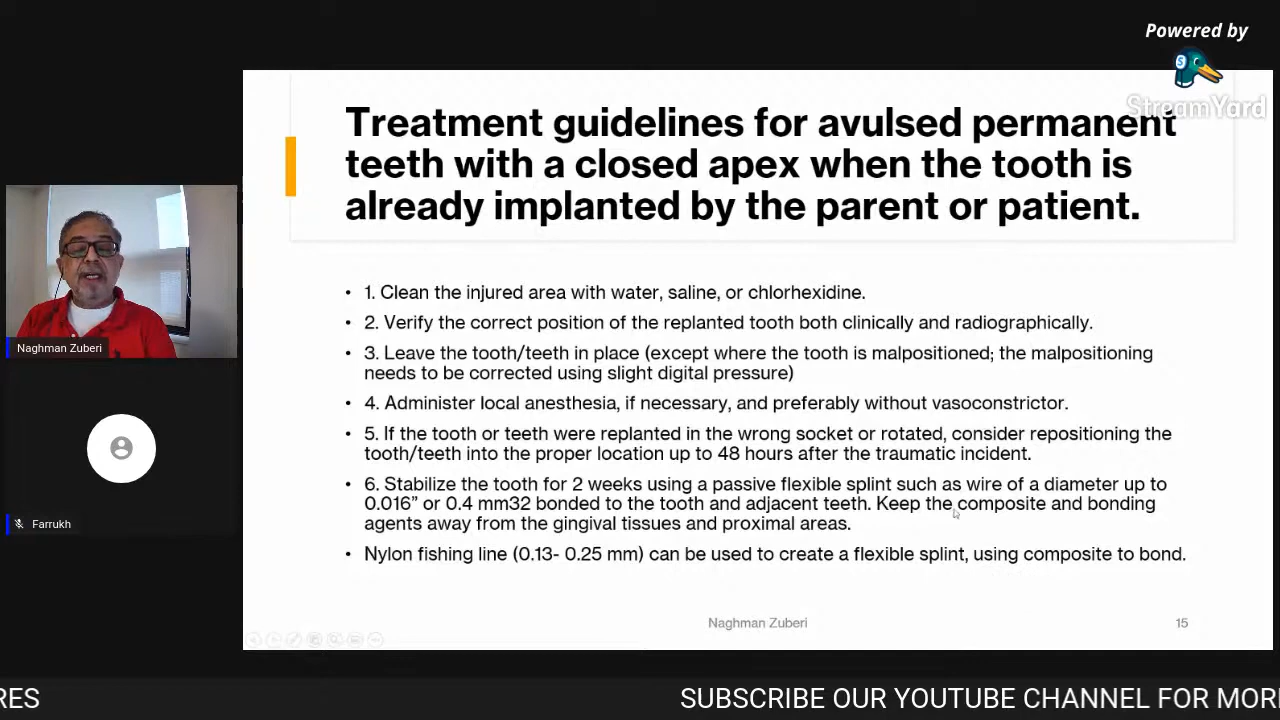 Powered by
StreamYard
Treatment guidelines for avulsed permanent
teeth with a closed apex when the tooth is
already implanted by the parent or patient.
• 1. Clean the injured area with water, saline, or chlorhexidine.
• 2. Verify the correct position of the replanted tooth both clinically and radiographically.
• 3. Leave the tooth/teeth in place (except where the tooth is malpositioned; the malpositioning
needs to be corrected using slight digital pressure)
• 4. Administer local anesthesia, if necessary, and preferably without vasoconstrictor.
• 5. If the tooth or teeth were replanted in the wrong socket or rotated, consider repositioning the
tooth/teeth into the proper location up to 48 hours after the traumatic incident.
• 6. Stabilize the tooth for 2 weeks using a passive flexible splint such as wire of a diameter up to
0.016” or 0.4 mm32 bonded to the tooth and adjacent teeth. Keep the composite and bonding
agents away from the gingival tissues and proximal areas.
• Nylon fishing line (0.13- 0.25 mm) can be used to create a flexible splint, using composite to bond.
Naghman Zuberi
15
Naghman Zuberi
Farrukh
RES
SUBSCRIBE OUR YOUTUBE CHANNEL FOR MOR